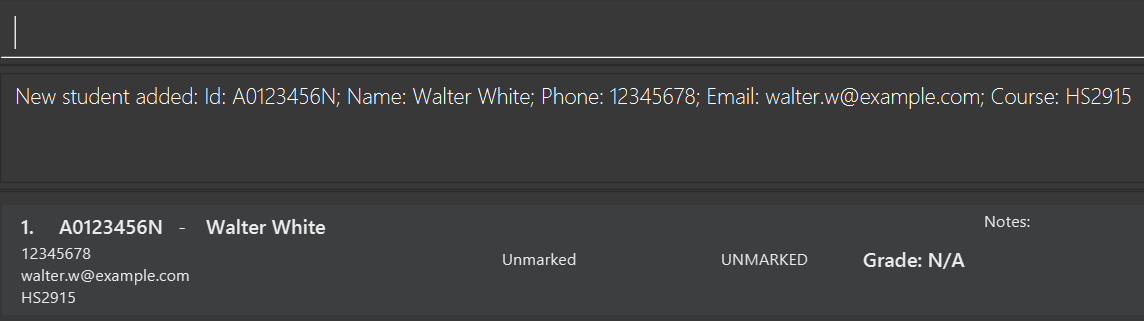 New student added: Id: A0123456N; Name: Walter White; Phone: 12345678; Email: walter.w@example.com; Course: HS2915
1. A0123456N - Walter White
12345678
walter.w@example.com
HS2915
Unmarked
UNMARKED
Grade: N/A
Notes: